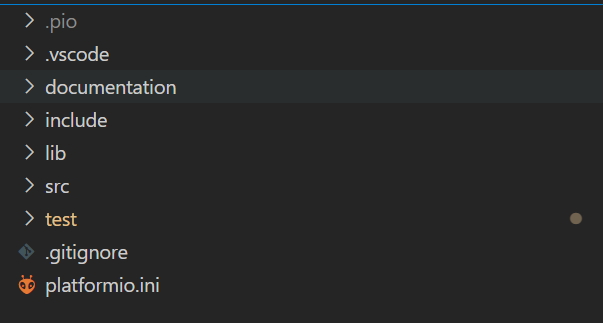 .pio
.vscode
documentation
include
lib
src
test
.gitignore
platformio.ini